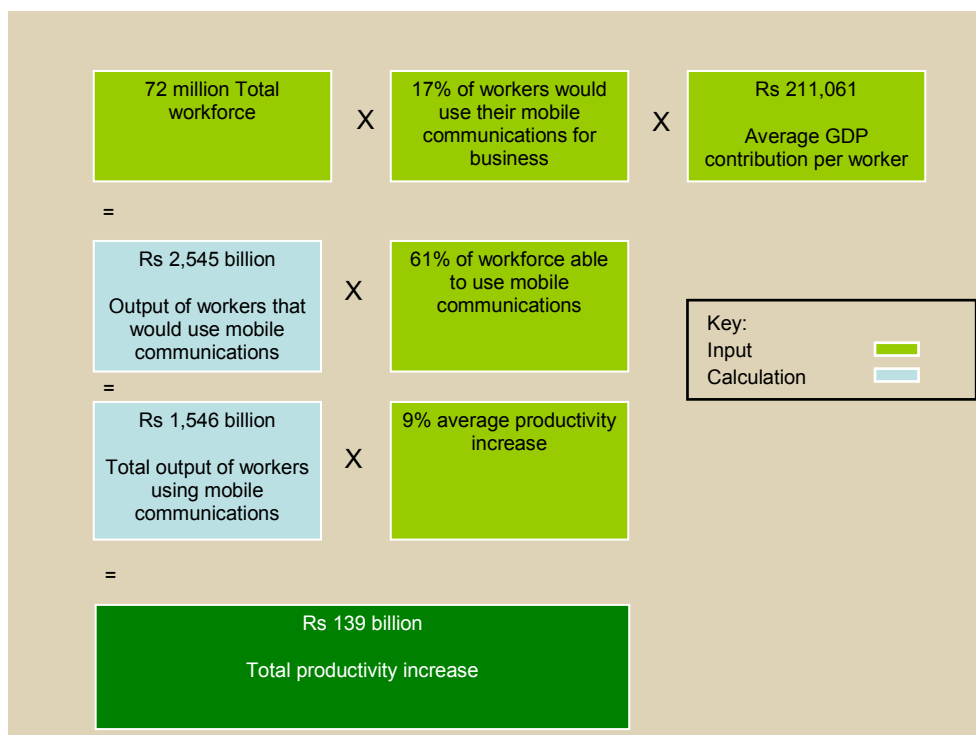 72 million Total
workforce
X
17% of workers would
use their mobile
communications for
business
X
Rs 211,061
Average GDP
contribution per worker
=
Rs 2,545 billion
Output of workers that
would use mobile
communications
X
61% of workforce able
to use mobile
communications
Key:
Input
Calculation
=
Rs 1,546 billion
Total output of workers
using mobile
communications
X
9% average productivity
increase
=
Rs 139 billion
Total productivity increase